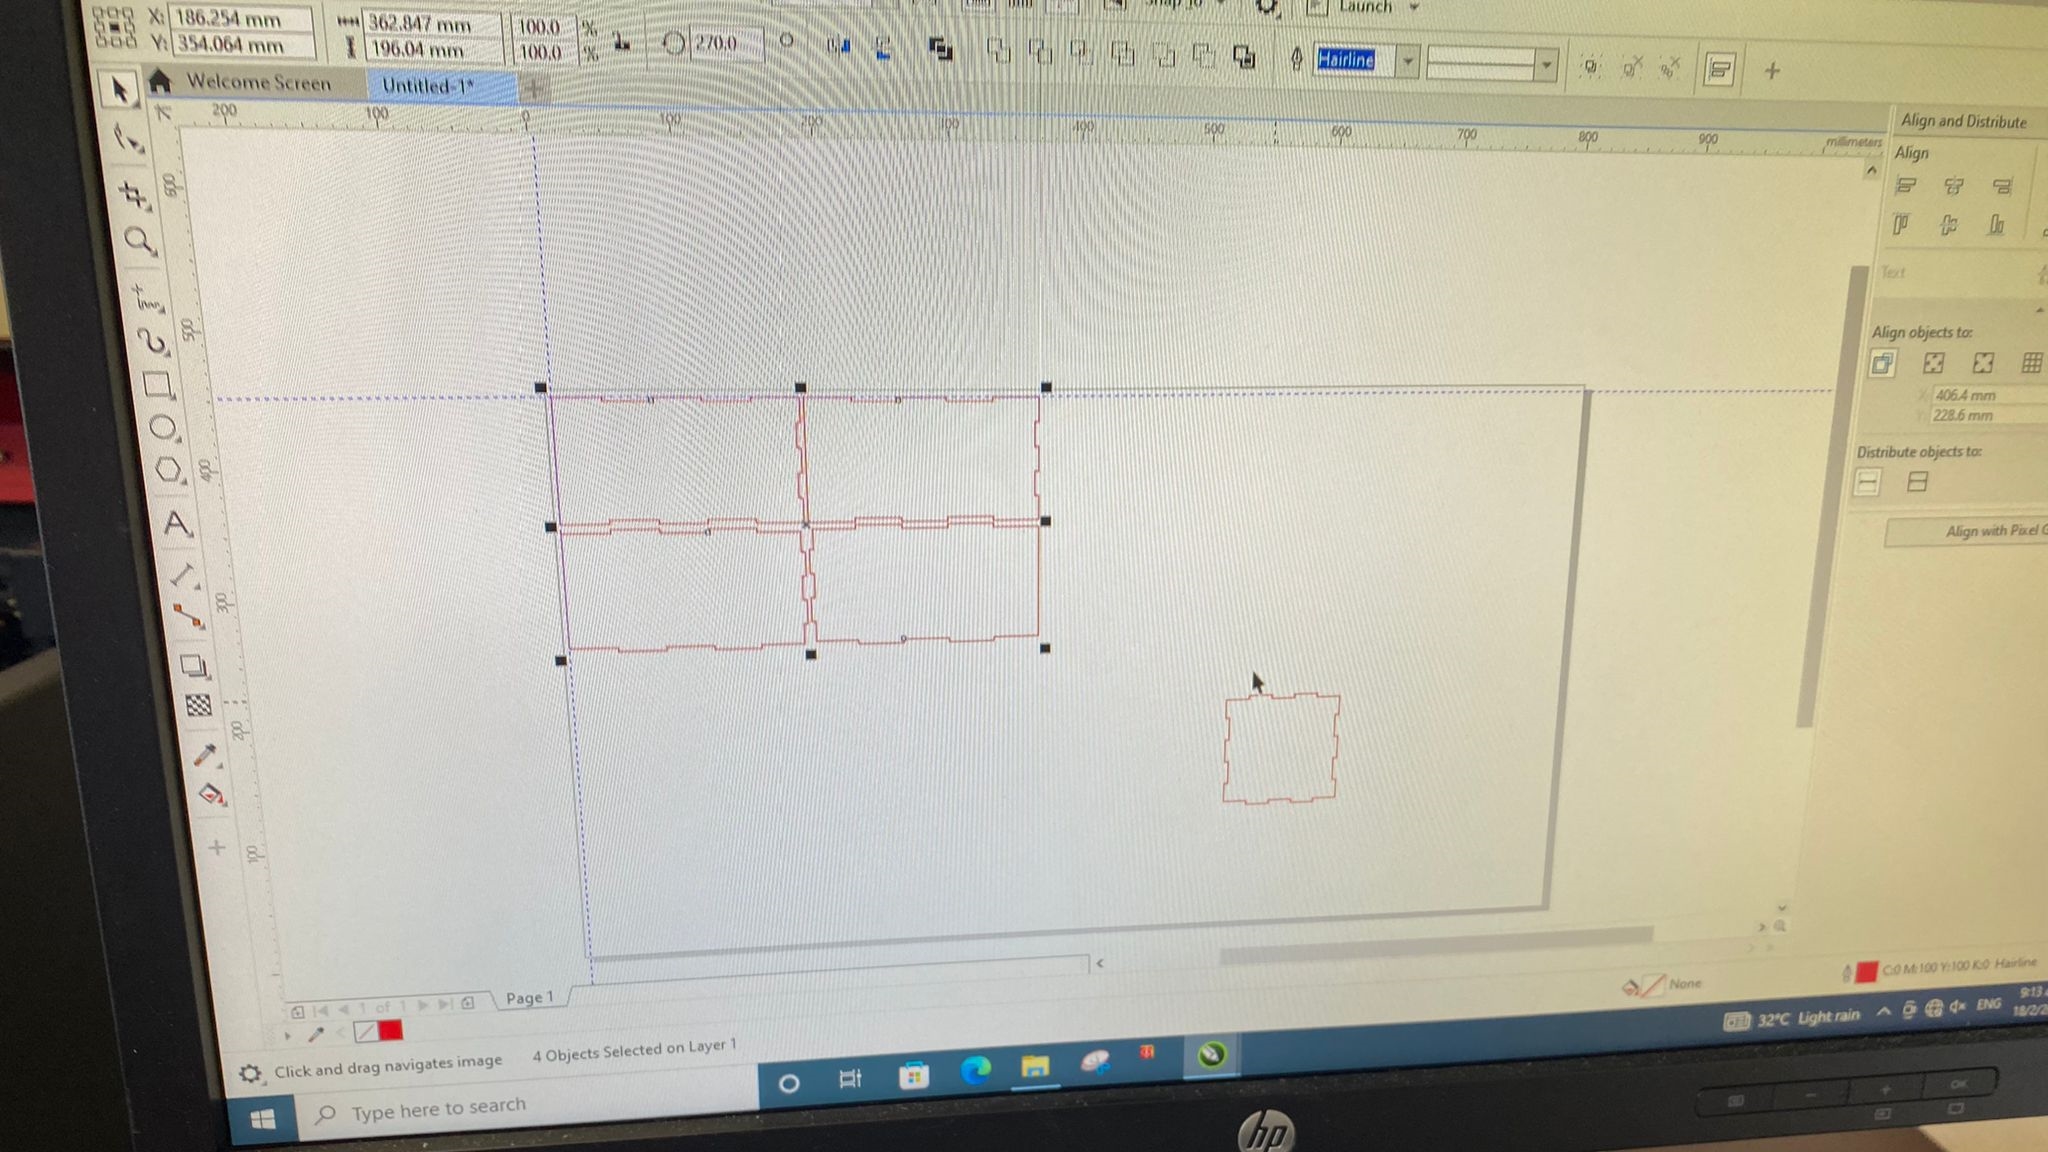 X: 186.254 mm
Y: 354.064 mm
362.847 mm
196.04 mm
100.0 %
100.0 %
270.0
Hairline
Launch
Welcome Screen
Untitled-1*
200 100 0 100 200 300 400 500 600 700 800 900 millimeters
600
500
400
300
200
100
Align and Distribute
Align
Text
Align objects to:
X: 406.4 mm
Y: 228.6 mm
Distribute objects to:
Align with Pixel G
1 of 1
Page 1
None
C:0 M:100 Y:100 K:0 Hairline
Click and drag navigates image
4 Objects Selected on Layer 1
Type here to search
32°C Light rain
ENG
9:13
18/2/2
hp
OK